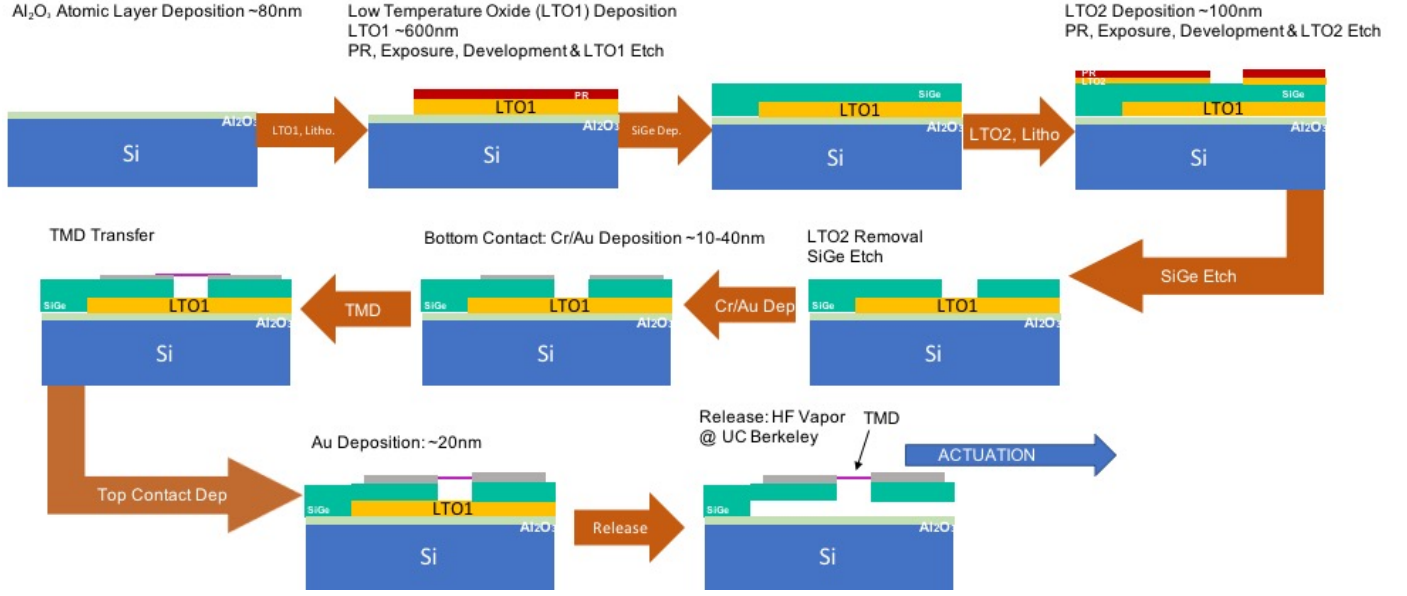 Al₂O₃ Atomic Layer Deposition ~80nm
Al₂O₃
Si
LTO1, Litho.
Low Temperature Oxide (LTO1) Deposition
LTO1 ~600nm
PR, Exposure, Development & LTO1 Etch
PR
LTO1
Al₂O₃
Si
SiGe Dep.
SiGe
LTO1
Al₂O₃
Si
LTO2, Litho
LTO2 Deposition ~100nm
PR, Exposure, Development & LTO2 Etch
PR
LTO2
SiGe
LTO1
Al₂O₃
Si
SiGe Etch
LTO2 Removal
SiGe Etch
SiGe
LTO1
Al₂O₃
Si
Cr/Au Dep
Bottom Contact: Cr/Au Deposition ~10-40nm
SiGe
LTO1
Al₂O₃
Si
TMD
TMD Transfer
SiGe
LTO1
Al₂O₃
Si
Top Contact Dep
Au Deposition: ~20nm
SiGe
LTO1
Al₂O₃
Si
Release
Release: HF Vapor
@ UC Berkeley
TMD
ACTUATION
SiGe
Al₂O₃
Si